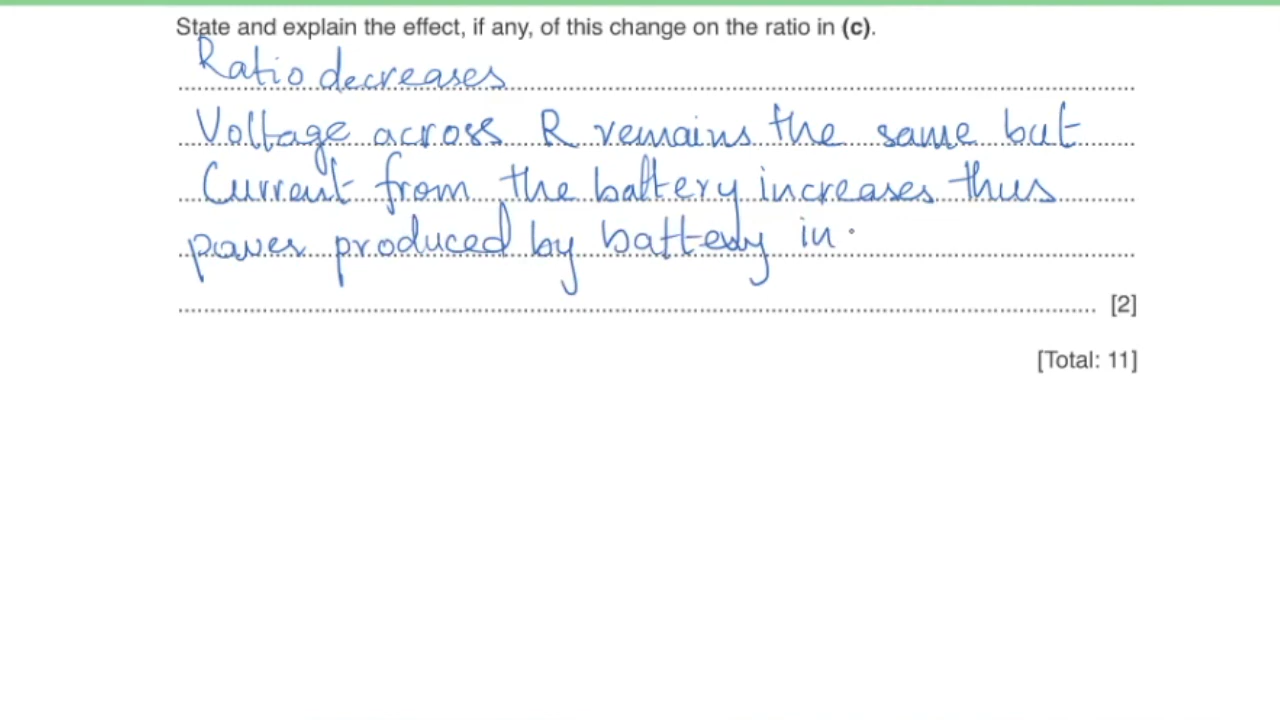 State and explain the effect, if any, of this change on the ratio in (c).
Ratio decreases
Voltage across R remains the same but
Current from the battery increases thus
power produced by battery in
[2]
[Total: 11]